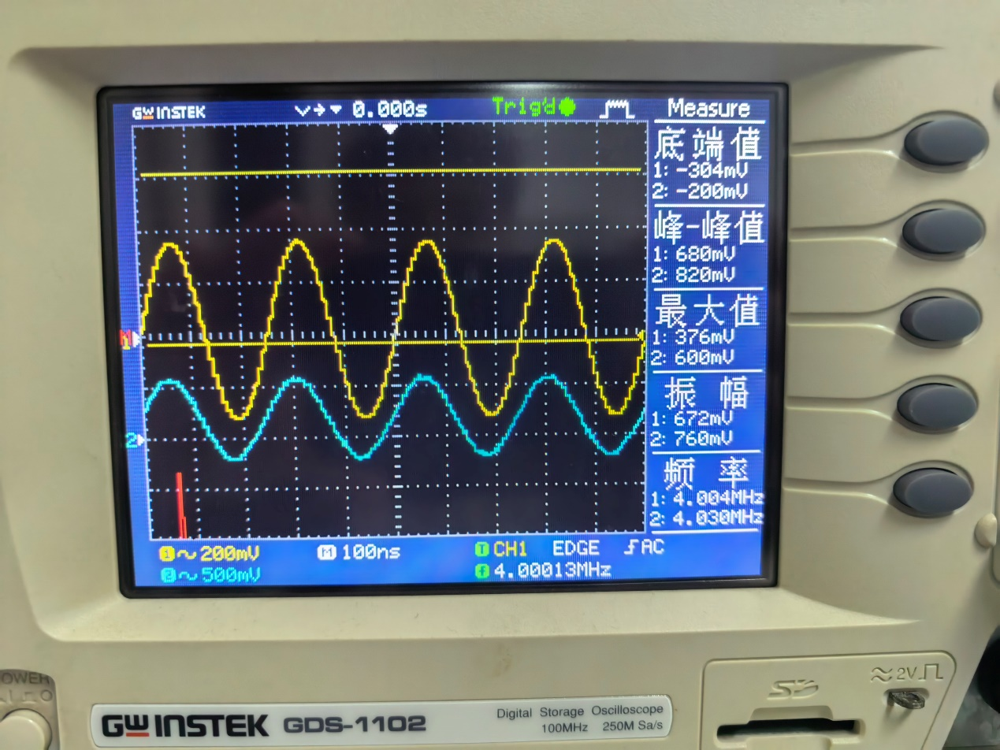 GW INSTEK 0.000s Trig'd Measure
底端值
1: -304mV
2: -200mV
峰-峰值
1: 680mV
2: 820mV
最大值
1: 376mV
2: 600mV
振幅
1: 672mV
2: 760mV
频率
1: 4.004MHz
2: 4.030MHz
M
1
2
1 200mV M 100ns T CH1 EDGE AC
2 500mV f 4.00013MHz
POWER
GW INSTEK GDS-1102 Digital Storage Oscilloscope
100MHz 250M Sa/s
SD
2V